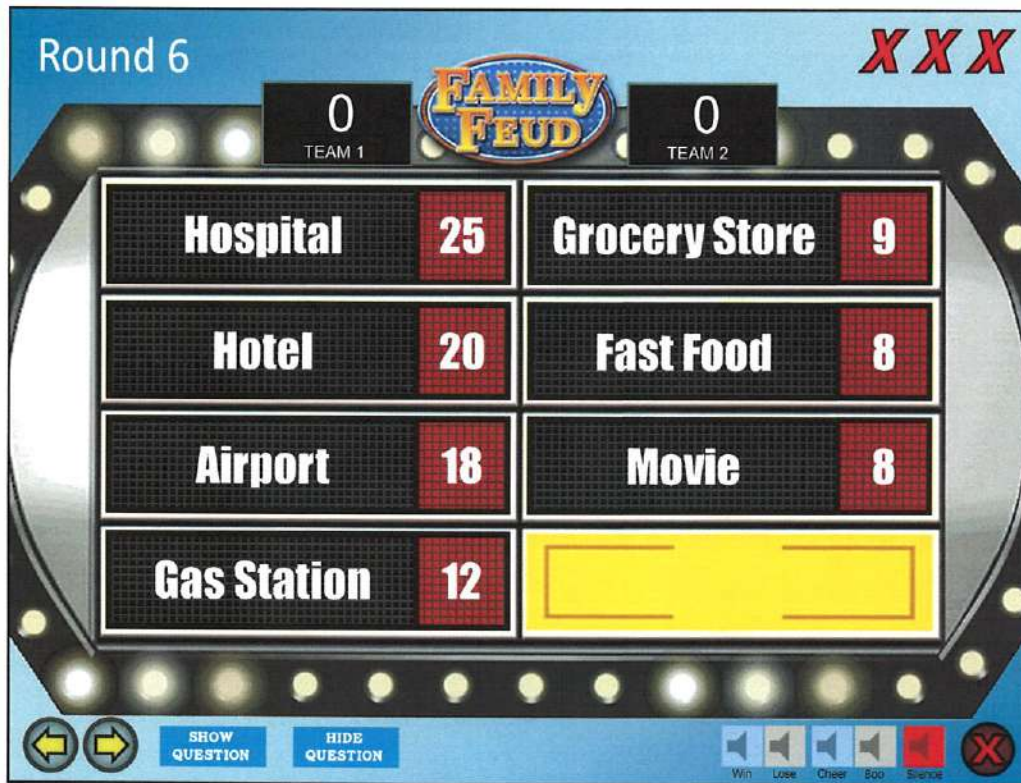 Round 6
X X X
FAMILY
FEUD
0
TEAM 1
0
TEAM 2
Hospital 25
Hotel 20
Airport 18
Gas Station 12
Grocery Store 9
Fast Food 8
Movie 8
SHOW
QUESTION
HIDE
QUESTION
Win
Lose
Cheer
Boo
Silence
X